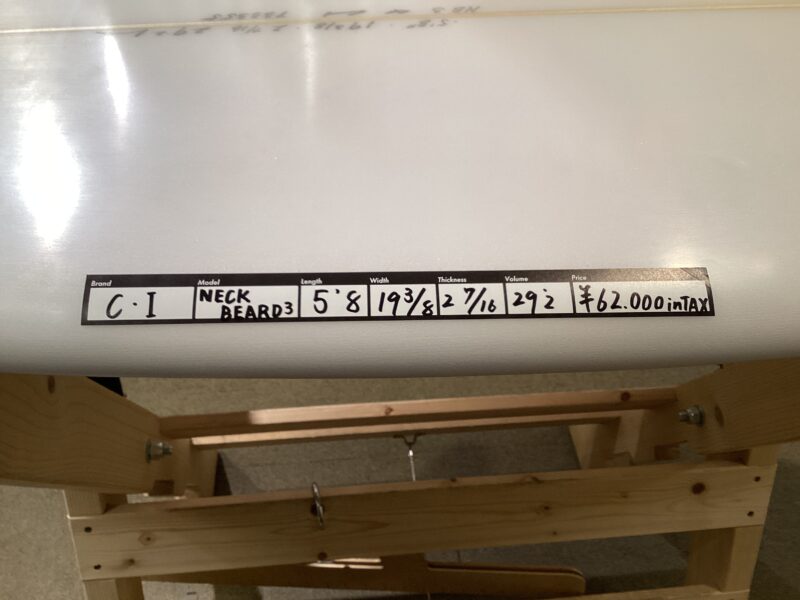 Brand Model Length Width Thickness Volume Price
C・I NECK BEARD3 5'8 19 3/8 2 7/16 29.2 ¥62.000 inTAX